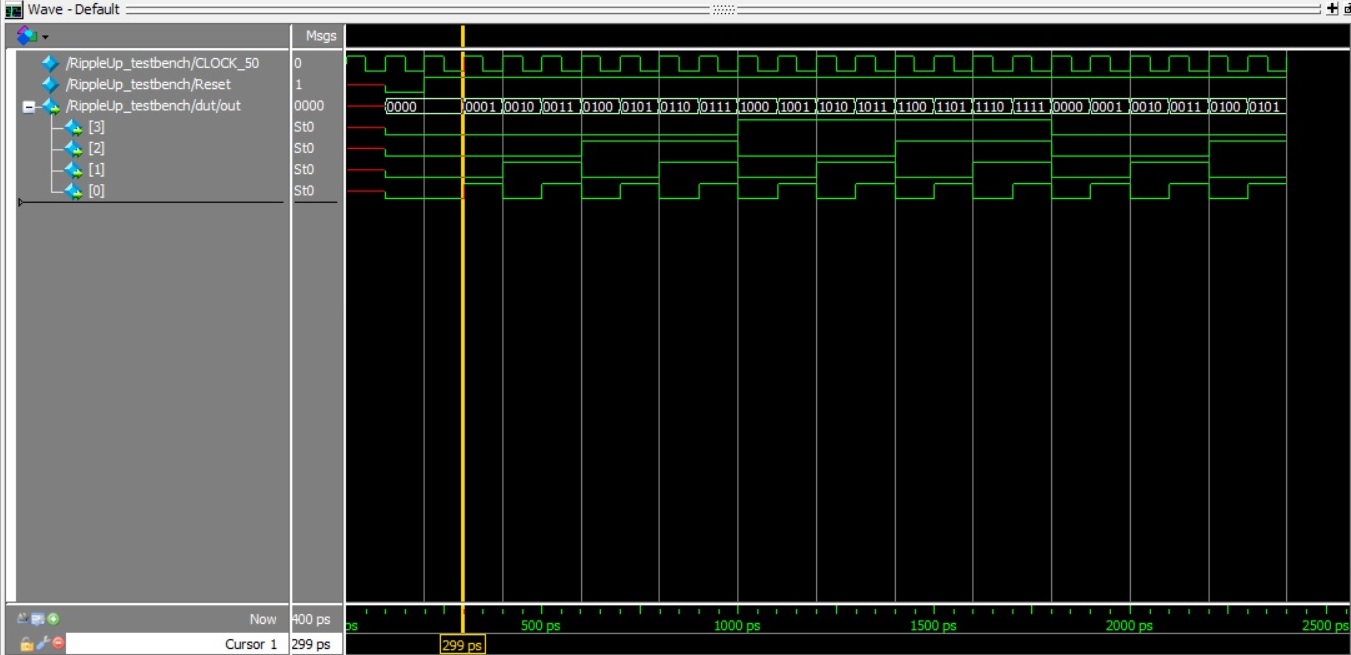 Wave - Default
Msgs
/RippleUp_testbench/CLOCK_50 0
/RippleUp_testbench/Reset 1
/RippleUp_testbench/dut/out 0000 0000 0001 0010 0011 0100 0101 0110 0111 1000 1001 1010 1011 1100 1101 1110 1111 0000 0001 0010 0011 0100 0101
[3] St0
[2] St0
[1] St0
[0] St0
Now 400 ps ps 500 ps 1000 ps 1500 ps 2000 ps 2500 ps
Cursor 1 299 ps 299 ps